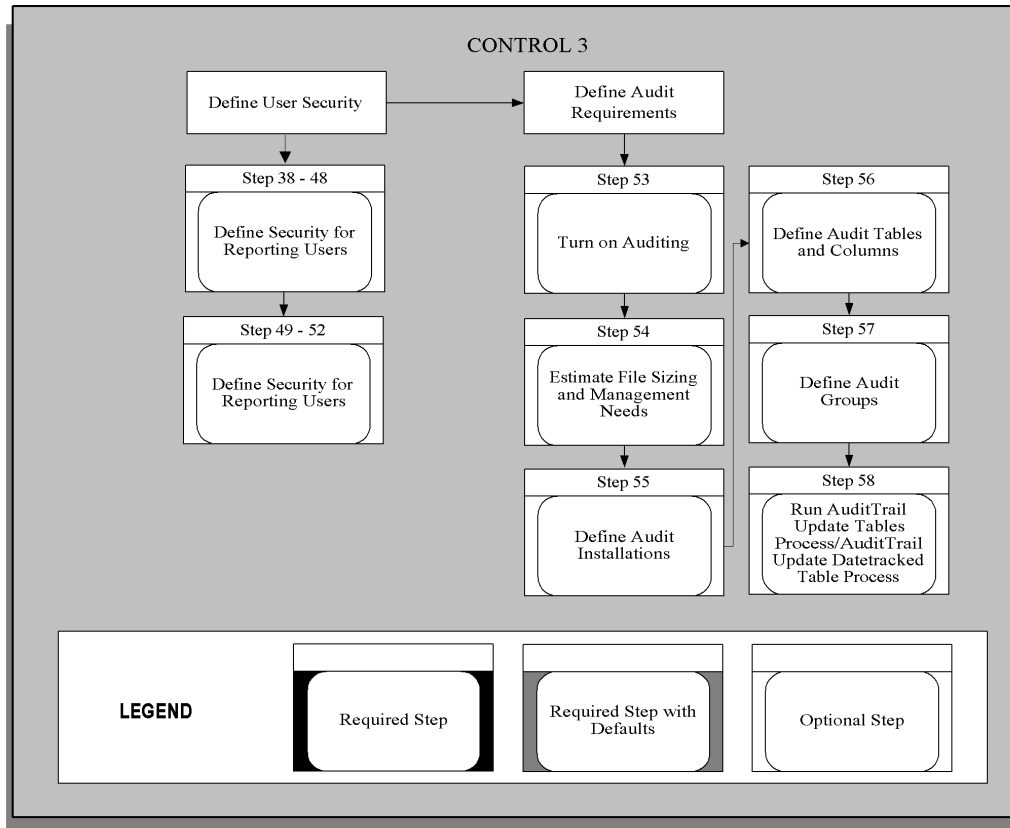 CONTROL 3
Define User Security
Define Audit
Requirements
Step 38 - 48
Define Security for
Reporting Users
Step 49 - 52
Define Security for
Reporting Users
Step 53
Turn on Auditing
Step 54
Estimate File Sizing
and Management
Needs
Step 55
Define Audit
Installations
Step 56
Define Audit Tables
and Columns
Step 57
Define Audit
Groups
Step 58
Run AuditTrail
Update Tables
Process/AuditTrail
Update Datetracked
Table Process
LEGEND
Required Step
Required Step with
Defaults
Optional Step